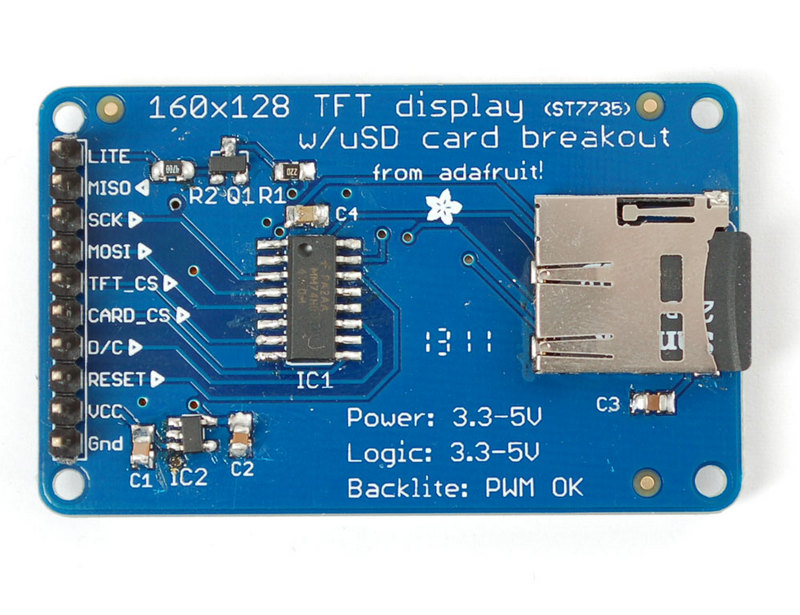 160x128 TFT display (ST7735)
w/uSD card breakout
from adafruit!
LITE
MISO
SCK
MOSI
TFT_CS
CARD_CS
D/C
RESET
VCC
Gnd
4700
220
R2 Q1 R1
C4
IC1
1311
C1
IC2
C2
C3
Power: 3.3-5V
Logic: 3.3-5V
Backlite: PWM OK